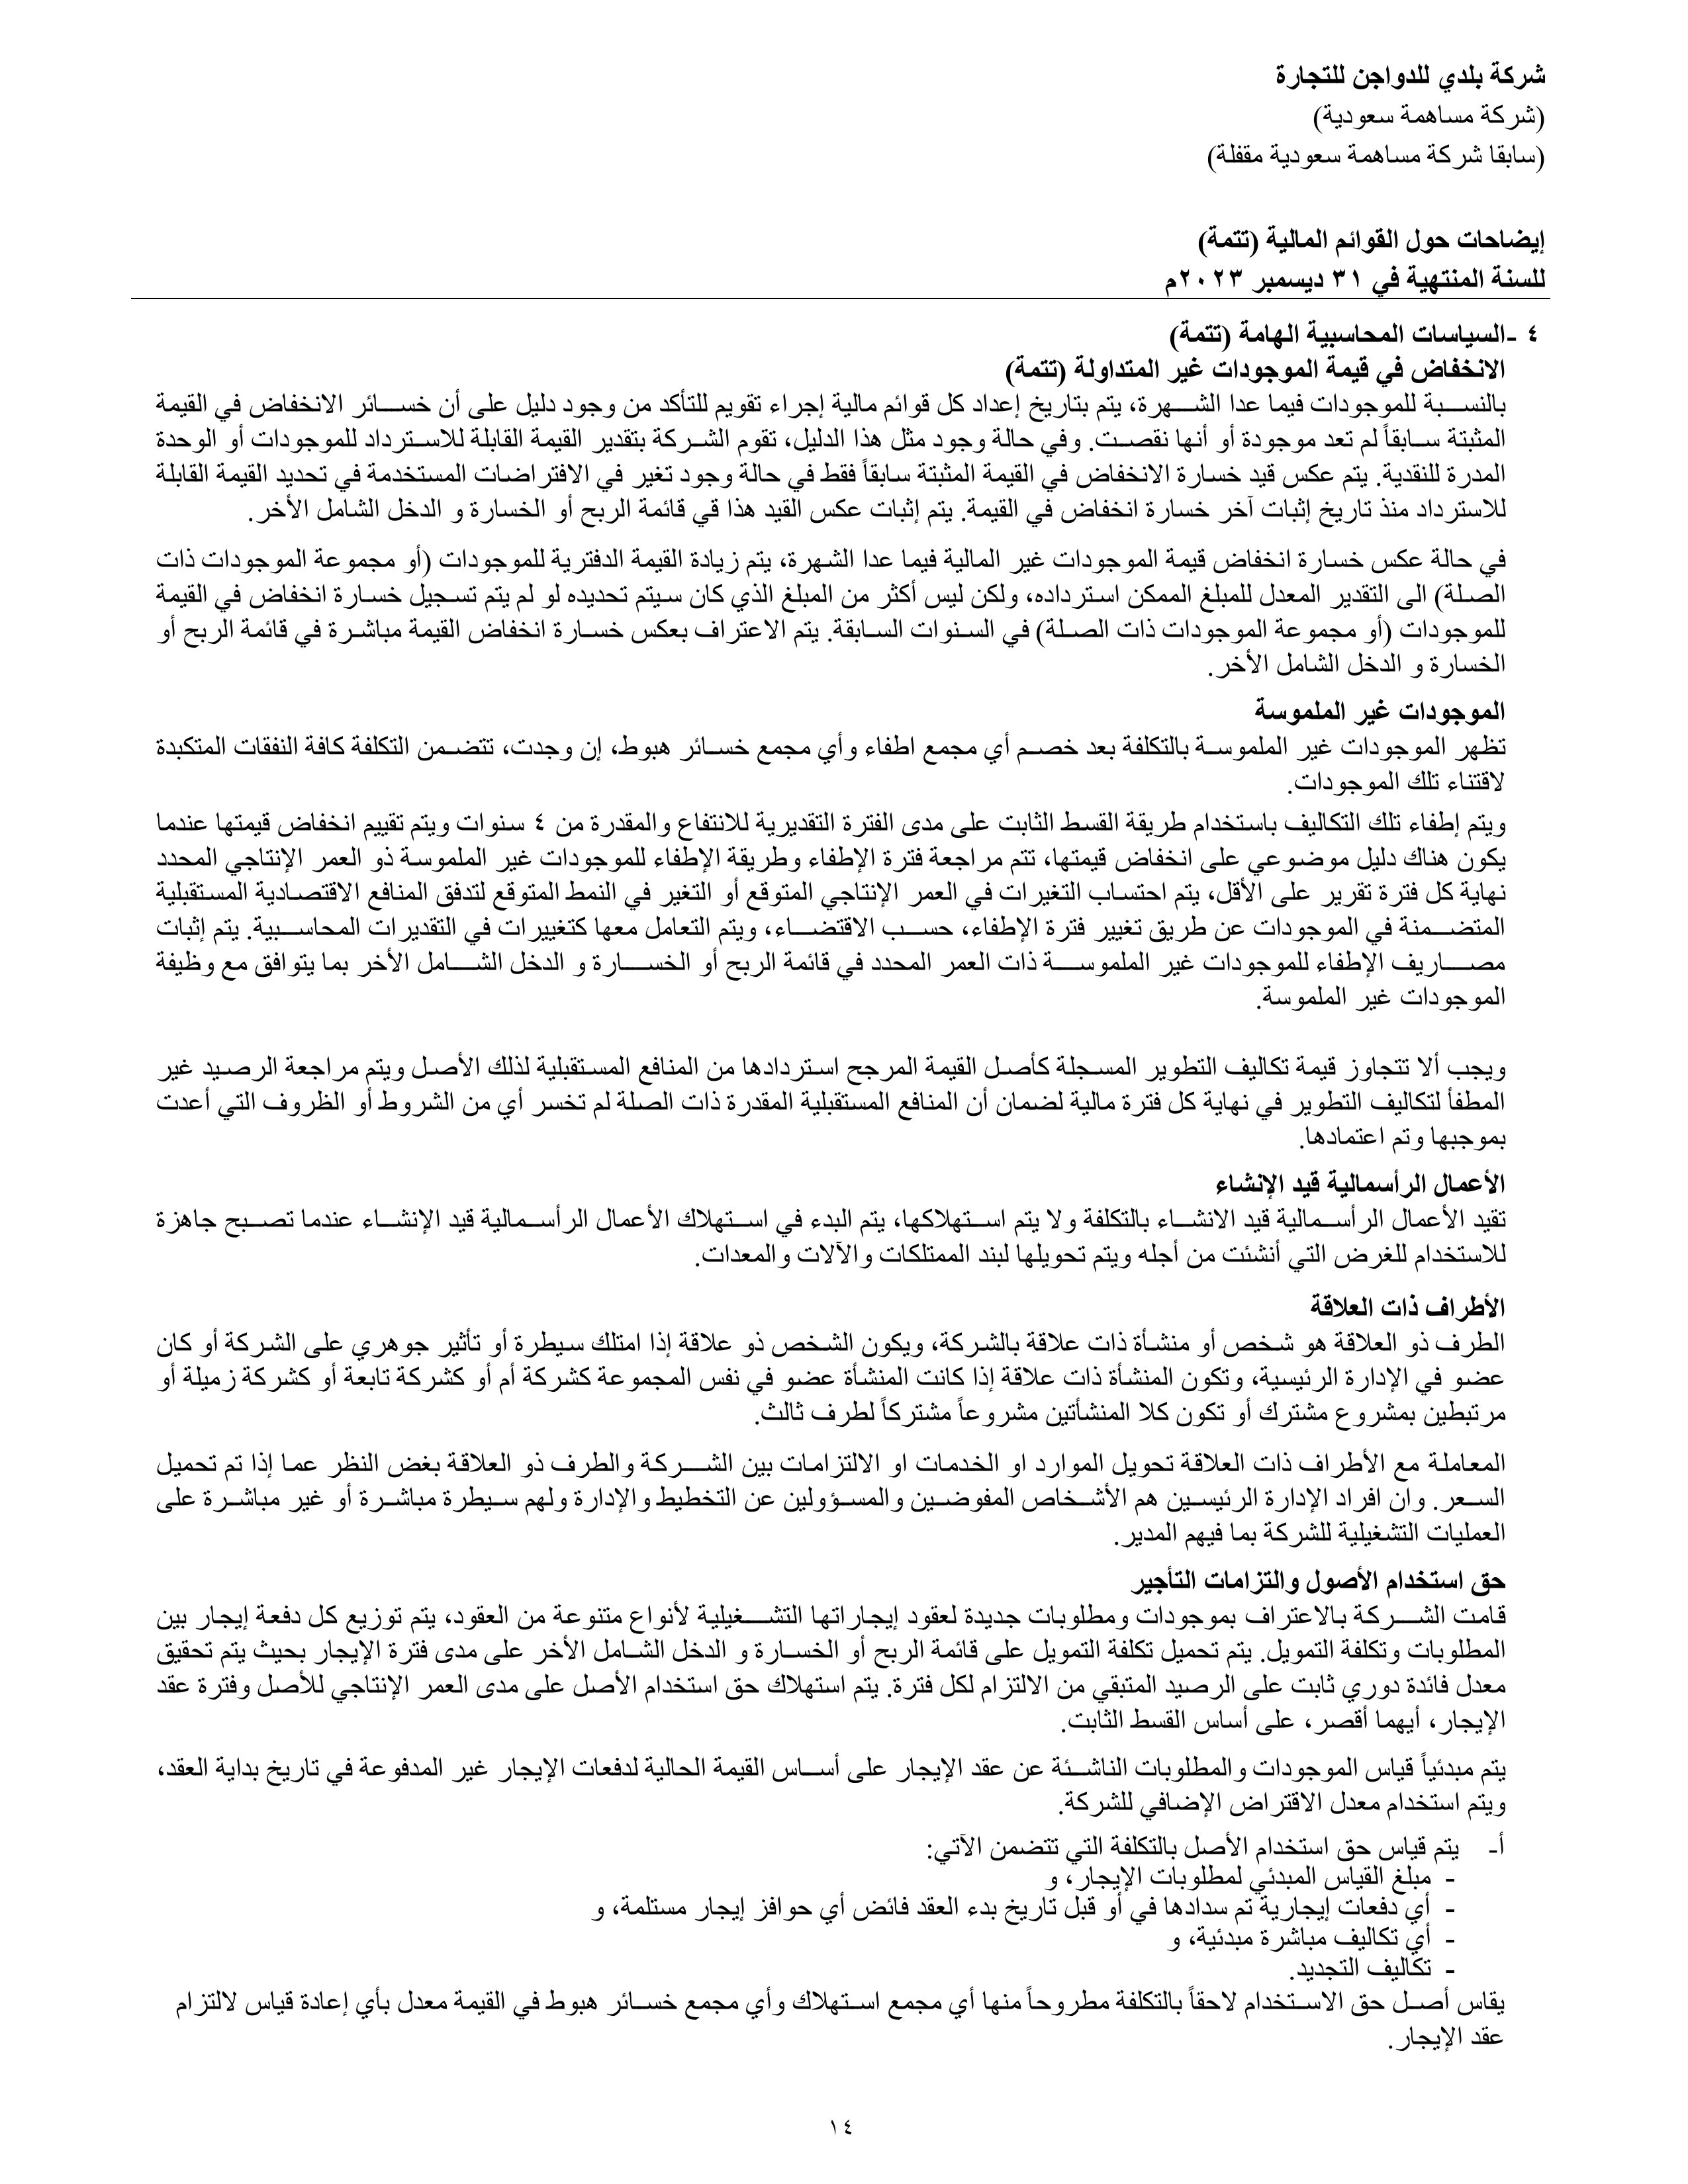 شركة بلدي للدواجن للتجارة
(شركة مساهمة سعودية)
(سابقا شركة مساهمة سعودية مقفلة)
إيضاحات حول القوائم المالية (تتمة)
للسنة المنتهية في ٣١ ديسمبر ٢٠٢٣م
٤ -السياسات المحاسبية الهامة (تتمة)
الانخفاض في قيمة الموجودات غير المتداولة (تتمة)
بالنسبة للموجودات فيما عدا الشهرة، يتم بتاريخ إعداد كل قوائم مالية إجراء تقويم للتأكد من وجود دليل على أن خسائر الانخفاض في القيمة
المثبتة سابقاً لم تعد موجودة أو أنها نقصت. وفي حالة وجود مثل هذا الدليل، تقوم الشركة بتقدير القيمة القابلة للاسترداد للموجودات أو الوحدة
المدرة للنقدية. يتم عكس قيد خسارة الانخفاض في القيمة المثبتة سابقاً فقط في حالة وجود تغير في الافتراضات المستخدمة في تحديد القيمة القابلة
للاسترداد منذ تاريخ إثبات آخر خسارة انخفاض في القيمة. يتم إثبات عكس القيد هذا قي قائمة الربح أو الخسارة و الدخل الشامل الأخر.
في حالة عكس خسارة انخفاض قيمة الموجودات غير المالية فيما عدا الشهرة، يتم زيادة القيمة الدفترية للموجودات (أو مجموعة الموجودات ذات
الصلة) الى التقدير المعدل للمبلغ الممكن استرداده، ولكن ليس أكثر من المبلغ الذي كان سيتم تحديده لو لم يتم تسجيل خسارة انخفاض في القيمة
للموجودات (أو مجموعة الموجودات ذات الصلة) في السنوات السابقة. يتم الاعتراف بعكس خسارة انخفاض القيمة مباشرة في قائمة الربح أو
الخسارة و الدخل الشامل الأخر.
الموجودات غير الملموسة
تظهر الموجودات غير الملموسة بالتكلفة بعد خصم أي مجمع اطفاء وأي مجمع خسائر هبوط، إن وجدت، تتضمن التكلفة كافة النفقات المتكبدة
لاقتناء تلك الموجودات.
ويتم إطفاء تلك التكاليف باستخدام طريقة القسط الثابت على مدى الفترة التقديرية للانتفاع والمقدرة من ٤ سنوات ويتم تقييم انخفاض قيمتها عندما
يكون هناك دليل موضوعي على انخفاض قيمتها، تتم مراجعة فترة الإطفاء وطريقة الإطفاء للموجودات غير الملموسة ذو العمر الإنتاجي المحدد
نهاية كل فترة تقرير على الأقل، يتم احتساب التغيرات في العمر الإنتاجي المتوقع أو التغير في النمط المتوقع لتدفق المنافع الاقتصادية المستقبلية
المتضمنة في الموجودات عن طريق تغيير فترة الإطفاء، حسب الاقتضاء، ويتم التعامل معها كتغييرات في التقديرات المحاسبية. يتم إثبات
مصاريف الإطفاء للموجودات غير الملموسة ذات العمر المحدد في قائمة الربح أو الخسارة و الدخل الشامل الأخر بما يتوافق مع وظيفة
الموجودات غير الملموسة.
ويجب ألا تتجاوز قيمة تكاليف التطوير المسجلة كأصل القيمة المرجح استردادها من المنافع المستقبلية لذلك الأصل ويتم مراجعة الرصيد غير
المطفأ لتكاليف التطوير في نهاية كل فترة مالية لضمان أن المنافع المستقبلية المقدرة ذات الصلة لم تخسر أي من الشروط أو الظروف التي أعدت
بموجبها وتم اعتمادها.
الأعمال الرأسمالية قيد الإنشاء
تقيد الأعمال الرأسمالية قيد الانشاء بالتكلفة ولا يتم استهلاكها، يتم البدء في استهلاك الأعمال الرأسمالية قيد الإنشاء عندما تصبح جاهزة
للاستخدام للغرض التي أنشئت من أجله ويتم تحويلها لبند الممتلكات والآلات والمعدات.
الأطراف ذات العلاقة
الطرف ذو العلاقة هو شخص أو منشأة ذات علاقة بالشركة، ويكون الشخص ذو علاقة إذا امتلك سيطرة أو تأثير جوهري على الشركة أو كان
عضو في الإدارة الرئيسية، وتكون المنشأة ذات علاقة إذا كانت المنشأة عضو في نفس المجموعة كشركة أم أو كشركة تابعة أو كشركة زميلة أو
مرتبطين بمشروع مشترك أو تكون كلا المنشأتين مشروعاً مشتركاً لطرف ثالث.
المعاملة مع الأطراف ذات العلاقة تحويل الموارد او الخدمات او الالتزامات بين الشركة والطرف ذو العلاقة بغض النظر عما إذا تم تحميل
السعر. وان افراد الإدارة الرئيسين هم الأشخاص المفوضين والمسؤولين عن التخطيط والإدارة ولهم سيطرة مباشرة أو غير مباشرة على
العمليات التشغيلية للشركة بما فيهم المدير.
حق استخدام الأصول والتزامات التأجير
قامت الشركة بالاعتراف بموجودات ومطلوبات جديدة لعقود إيجاراتها التشغيلية لأنواع متنوعة من العقود، يتم توزيع كل دفعة إيجار بين
المطلوبات وتكلفة التمويل. يتم تحميل تكلفة التمويل على قائمة الربح أو الخسارة و الدخل الشامل الأخر على مدى فترة الإيجار بحيث يتم تحقيق
معدل فائدة دوري ثابت على الرصيد المتبقي من الالتزام لكل فترة. يتم استهلاك حق استخدام الأصل على مدى العمر الإنتاجي للأصل وفترة عقد
الإيجار، أيهما أقصر، على أساس القسط الثابت.
يتم مبدئياً قياس الموجودات والمطلوبات الناشئة عن عقد الإيجار على أساس القيمة الحالية لدفعات الإيجار غير المدفوعة في تاريخ بداية العقد،
ويتم استخدام معدل الاقتراض الإضافي للشركة.
أ- يتم قياس حق استخدام الأصل بالتكلفة التي تتضمن الآتي:
- مبلغ القياس المبدئي لمطلوبات الإيجار، و
- أي دفعات إيجارية تم سدادها في أو قبل تاريخ بدء العقد فائض أي حوافز إيجار مستلمة، و
- أي تكاليف مباشرة مبدئية، و
- تكاليف التجديد.
يقاس أصل حق الاستخدام لاحقاً بالتكلفة مطروحاً منها أي مجمع استهلاك وأي مجمع خسائر هبوط في القيمة معدل بأي إعادة قياس لالتزام
عقد الإيجار.
١٤